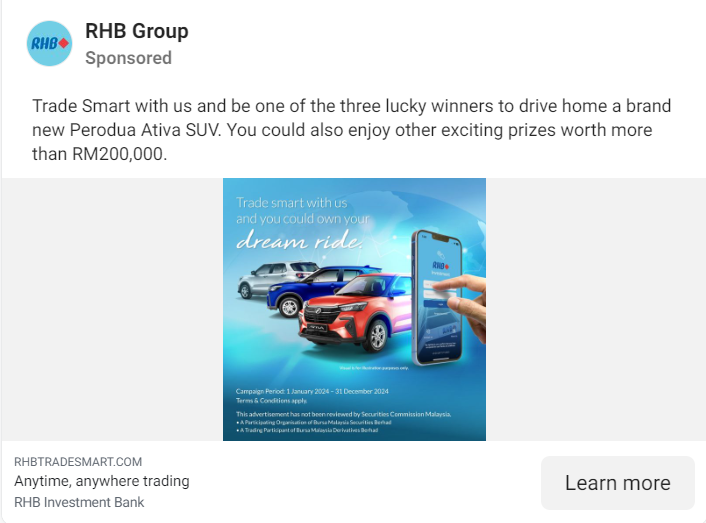 RHB Group
RHB
Sponsored
Trade Smart with us and be one of the three lucky winners to drive home a brand
new Perodua Ativa SUV. You could also enjoy other exciting prizes worth more
than RM200,000.
Trade smart with us
and you could own your
dream ride.
RHB
Visual is for illustration purposes only.
Campaign Period: 1 January 2024 – 31 December 2024
Terms & Conditions apply.
This advertisement has not been reviewed by Securities Commission Malaysia.
• A Participating Organisation of Bursa Malaysia Securities Berhad
• A Trading Participant of Bursa Malaysia Derivatives Berhad
RHBTRADESMART.COM
Anytime, anywhere trading
RHB Investment Bank
Learn more